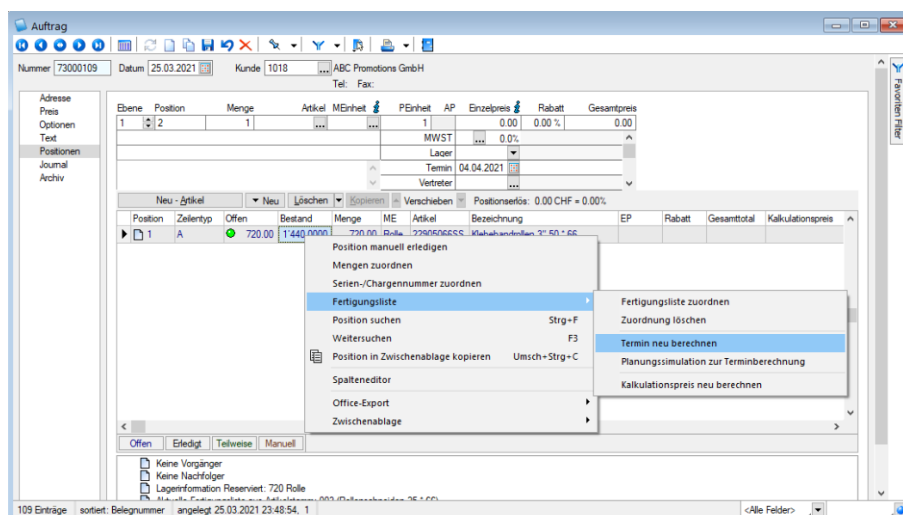 Auftrag
Nummer 73000109 Datum 25.03.2021 Kunde 1018 ... ABC Promotions GmbH
Tel: Fax:
Adresse
Preis
Optionen
Text
Positionen
Journal
Archiv
Ebene Position Menge Artikel MEinheit PEinheit AP Einzelpreis Rabatt Gesamtpreis
1 2 1 ... ... 1 0.00 0.00 % 0.00
MWST ... 0.0%
Lager
Termin 04.04.2021
Vertreter ...
Neu - Artikel Neu Löschen Kopieren Verschieben Positionserlös: 0.00 CHF = 0.00%
Position Zeilentyp Offen Bestand Menge ME Artikel Bezeichnung EP Rabatt Gesamttotal Kalkulationspreis
1 A 720.00 1'440.0000 720.00 Rolle 22905066SS Klebebandrollen 3" 50 * 66
Position manuell erledigen
Mengen zuordnen
Serien-/Chargennummer zuordnen
Fertigungsliste
Position suchen Strg+F
Weitersuchen F3
Position in Zwischenablage kopieren Umsch+Strg+C
Spalteneditor
Office-Export
Zwischenablage
Fertigungsliste zuordnen
Zuordnung löschen
Termin neu berechnen
Planungssimulation zur Terminberechnung
Kalkulationspreis neu berechnen
Offen Erledigt Teilweise Manuell
Keine Vorgänger
Keine Nachfolger
Lagerinformation Reserviert: 720 Rolle
109 Einträge sortiert: Belegnummer angelegt 25.03.2021 23:48:54, 1 <Alle Felder>
Favoriten Filter